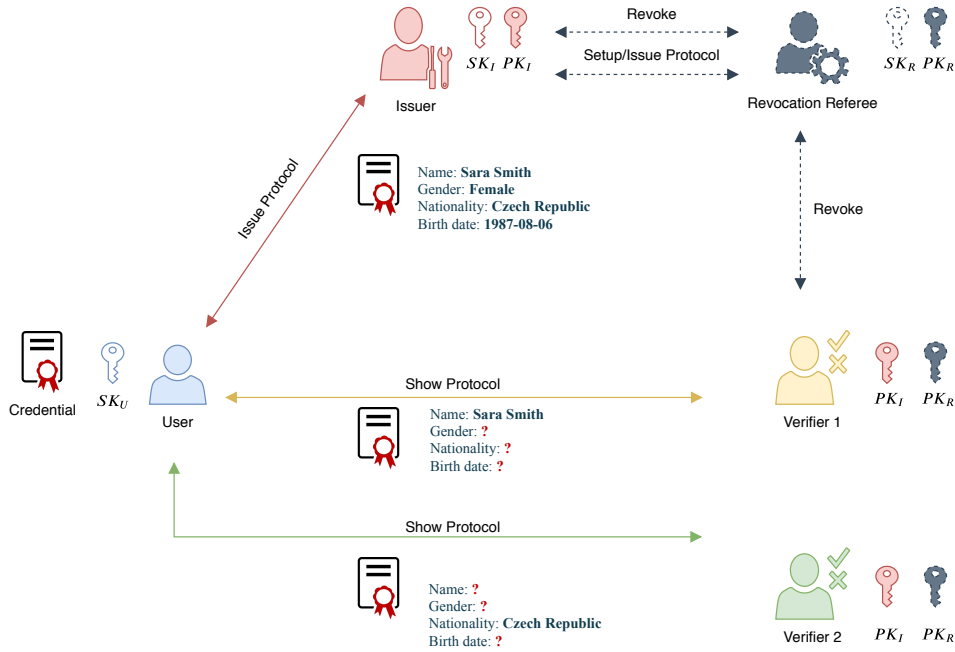 Revoke
Setup/Issue Protocol
SK_I PK_I
SK_R PK_R
Issuer
Revocation Referee
Issue Protocol
Name: Sara Smith
Gender: Female
Nationality: Czech Republic
Birth date: 1987-08-06
Revoke
Credential
SK_U
User
Show Protocol
Name: Sara Smith
Gender: ?
Nationality: ?
Birth date: ?
Verifier 1
PK_I PK_R
Show Protocol
Name: ?
Gender: ?
Nationality: Czech Republic
Birth date: ?
Verifier 2
PK_I PK_R